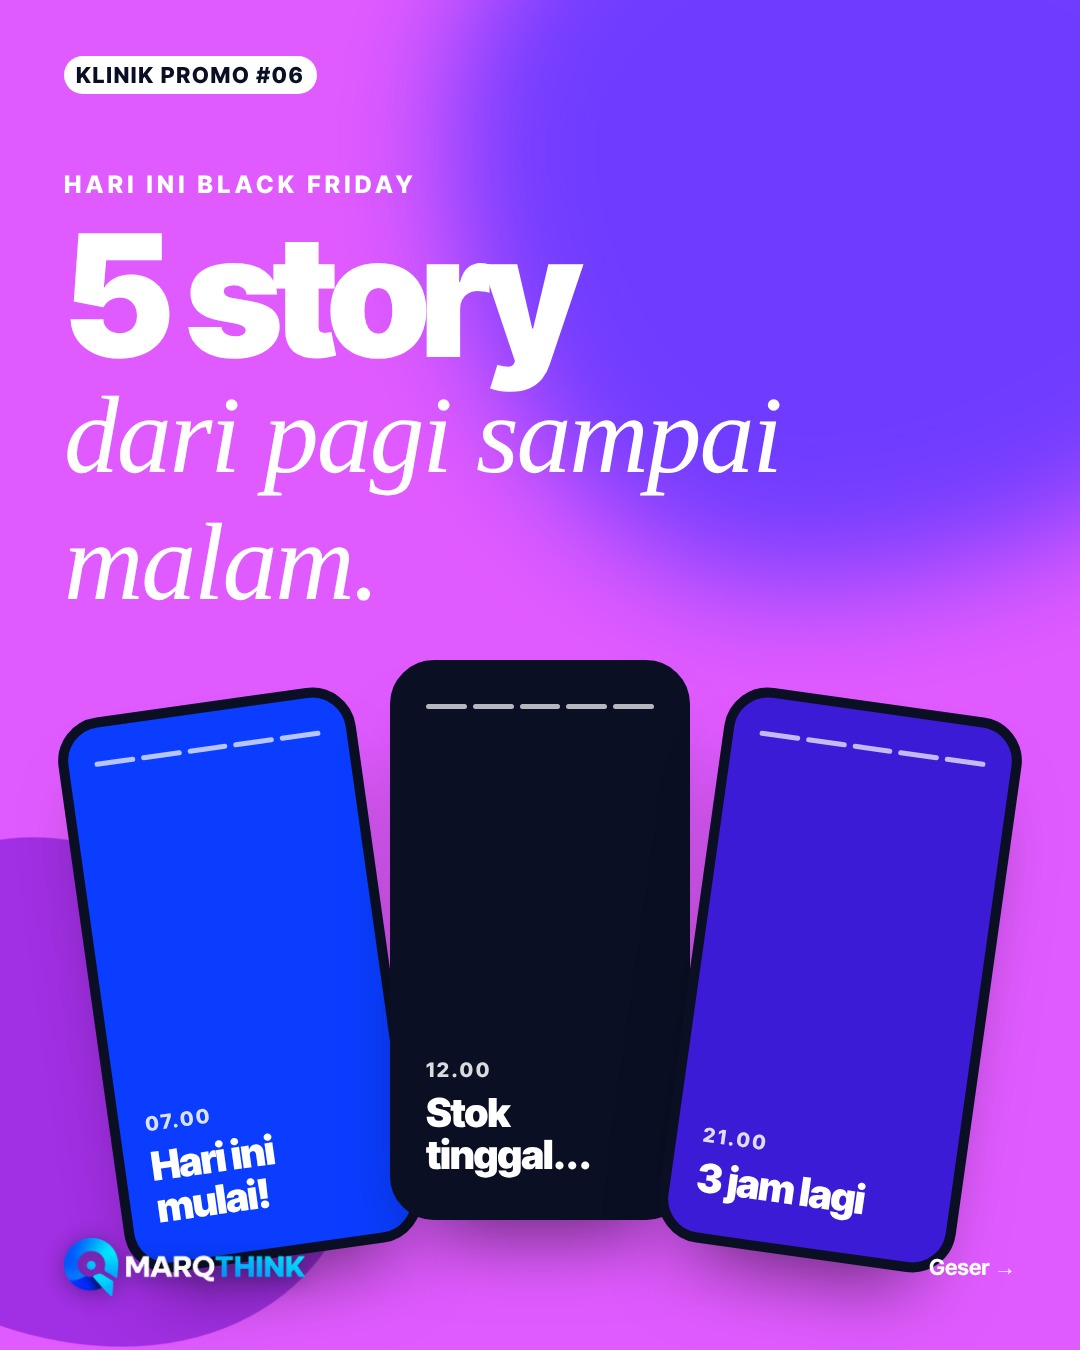 KLINIK PROMO #06
HARI INI BLACK FRIDAY
5 story
dari pagi sampai
malam.
07.00
Hari ini
mulai!
12.00
Stok
tinggal...
21.00
3 jam lagi
MARQTHINK
Geser →